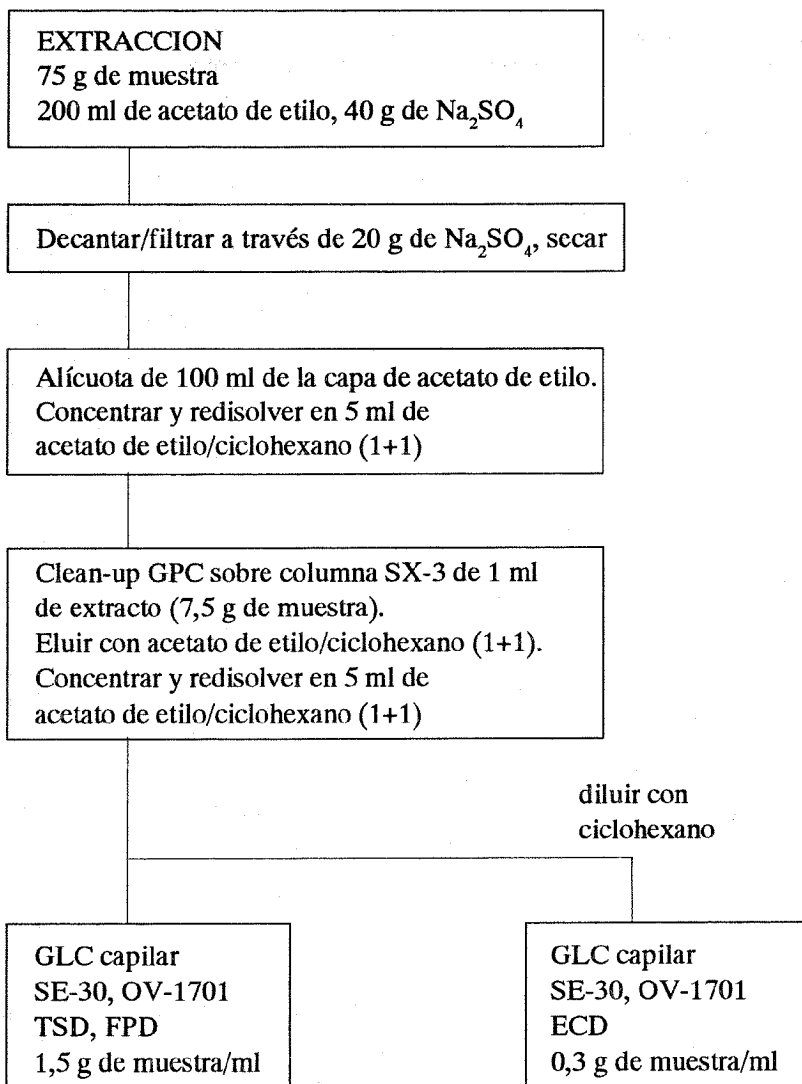 EXTRACCION
75 g de muestra
200 ml de acetato de etilo, 40 g de Na₂SO₄
Decantar/filtrar a través de 20 g de Na₂SO₄, secar
Alícuota de 100 ml de la capa de acetato de etilo.
Concentrar y redisolver en 5 ml de
acetato de etilo/ciclohexano (1+1)
Clean-up GPC sobre columna SX-3 de 1 ml
de extracto (7,5 g de muestra).
Eluir con acetato de etilo/ciclohexano (1+1).
Concentrar y redisolver en 5 ml de
acetato de etilo/ciclohexano (1+1)
diluir con
ciclohexano
GLC capilar
SE-30, OV-1701
TSD, FPD
1,5 g de muestra/ml
GLC capilar
SE-30, OV-1701
ECD
0,3 g de muestra/ml